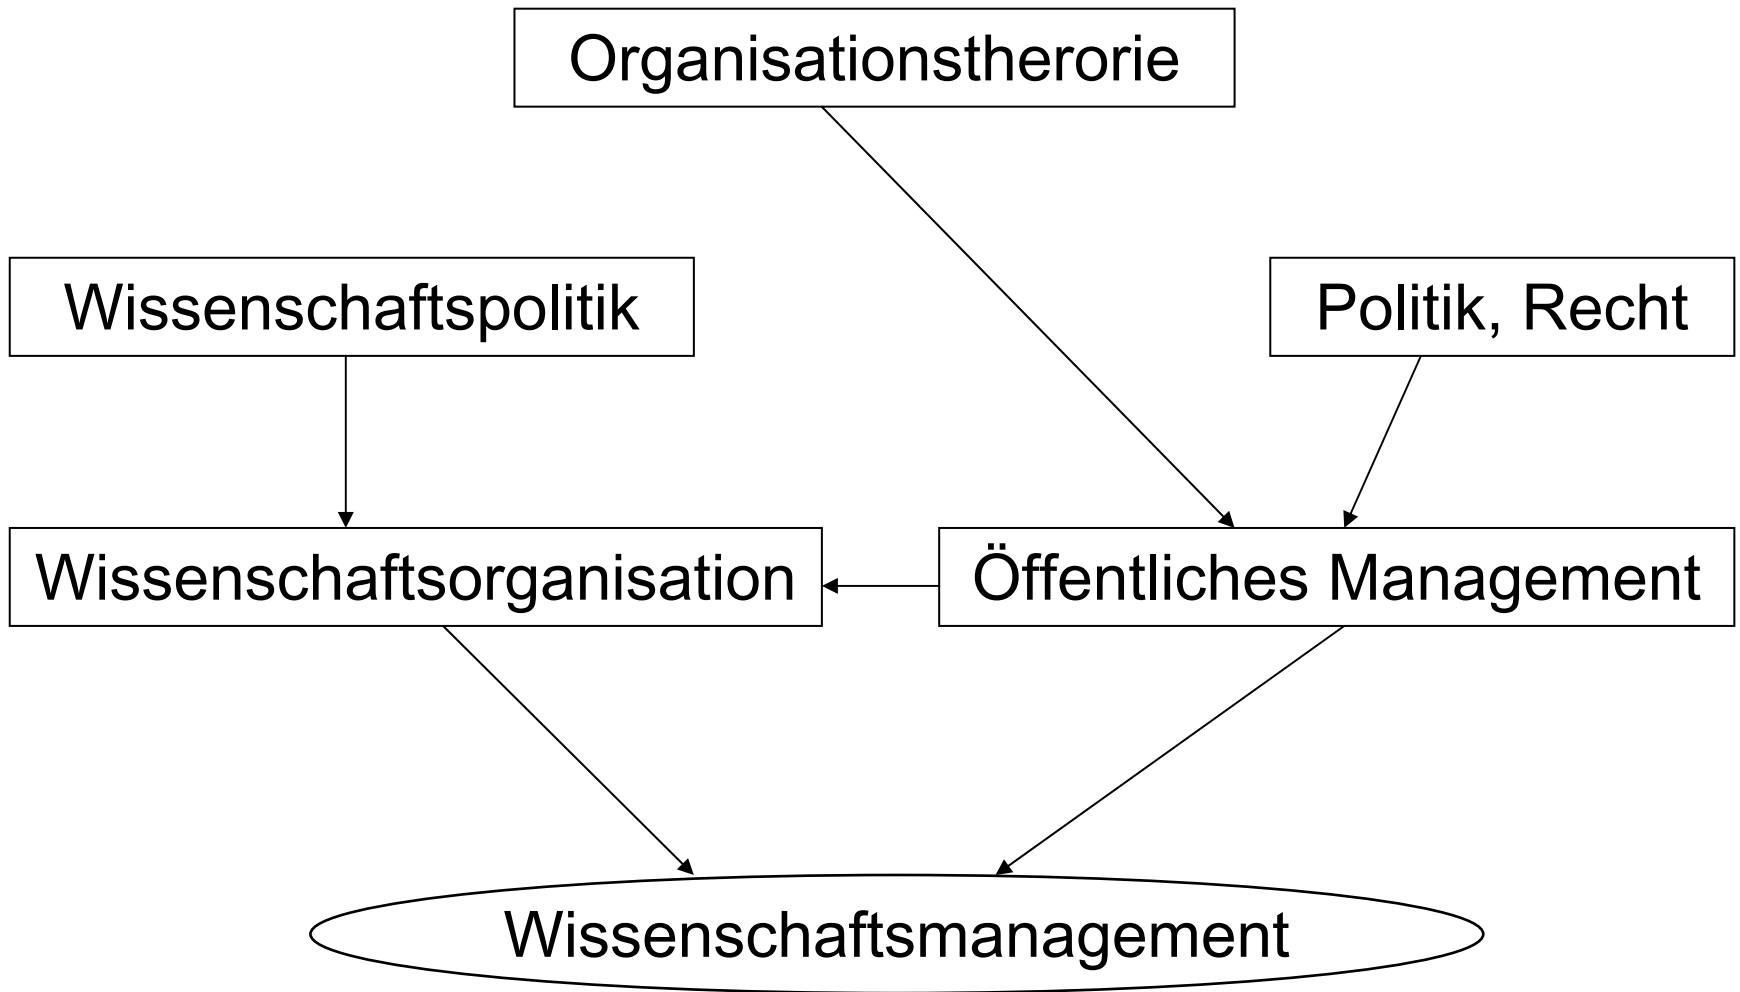 Organisationstherorie
Wissenschaftspolitik
Politik, Recht
Wissenschaftsorganisation
Öffentliches Management
Wissenschaftsmanagement